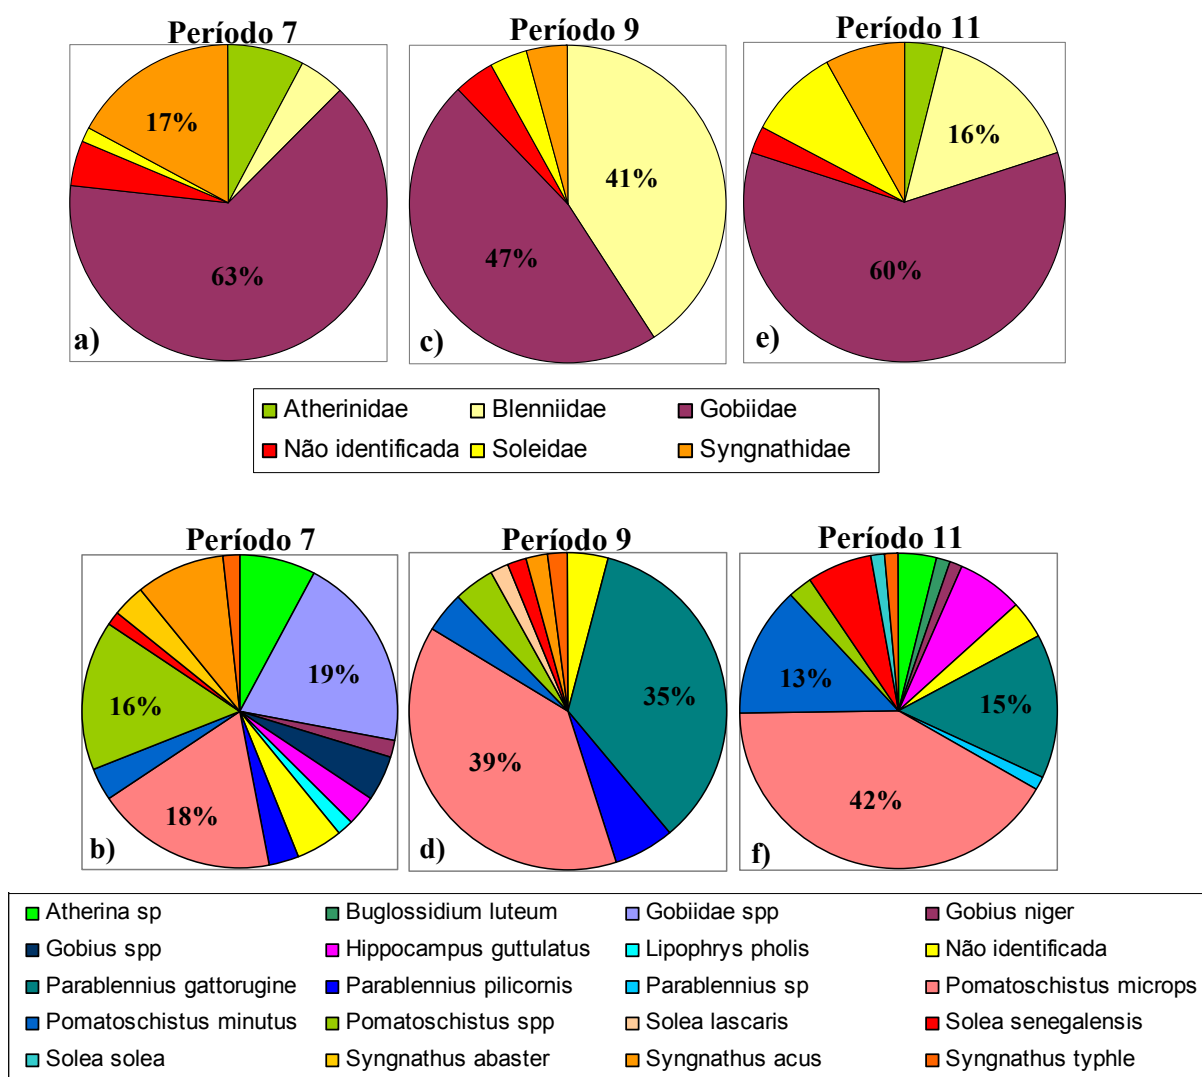 Período 7
Período 9
Período 11
17%
63%
a)
41%
47%
c)
16%
60%
e)
Atherinidae Blenniidae Gobiidae
Não identificada Soleidae Syngnathidae
Período 7
Período 9
Período 11
19%
16%
18%
b)
35%
39%
d)
13%
15%
42%
f)
Atherina sp Buglossidium luteum Gobiidae spp Gobius niger
Gobius spp Hippocampus guttulatus Lipophrys pholis Não identificada
Parablennius gattorugine Parablennius pilicornis Parablennius sp Pomatoschistus microps
Pomatoschistus minutus Pomatoschistus spp Solea lascaris Solea senegalensis
Solea solea Syngnathus abaster Syngnathus acus Syngnathus typhle